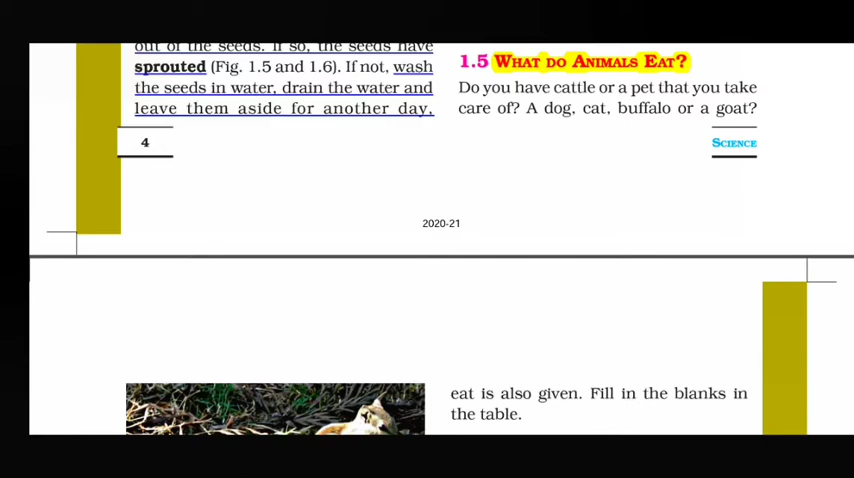 out of the seeds. If so, the seeds have
sprouted (Fig. 1.5 and 1.6). If not, wash
the seeds in water, drain the water and
leave them aside for another day,
1.5 WHAT DO ANIMALS EAT?
Do you have cattle or a pet that you take
care of? A dog, cat, buffalo or a goat?
4
SCIENCE
2020-21
eat is also given. Fill in the blanks in
the table.